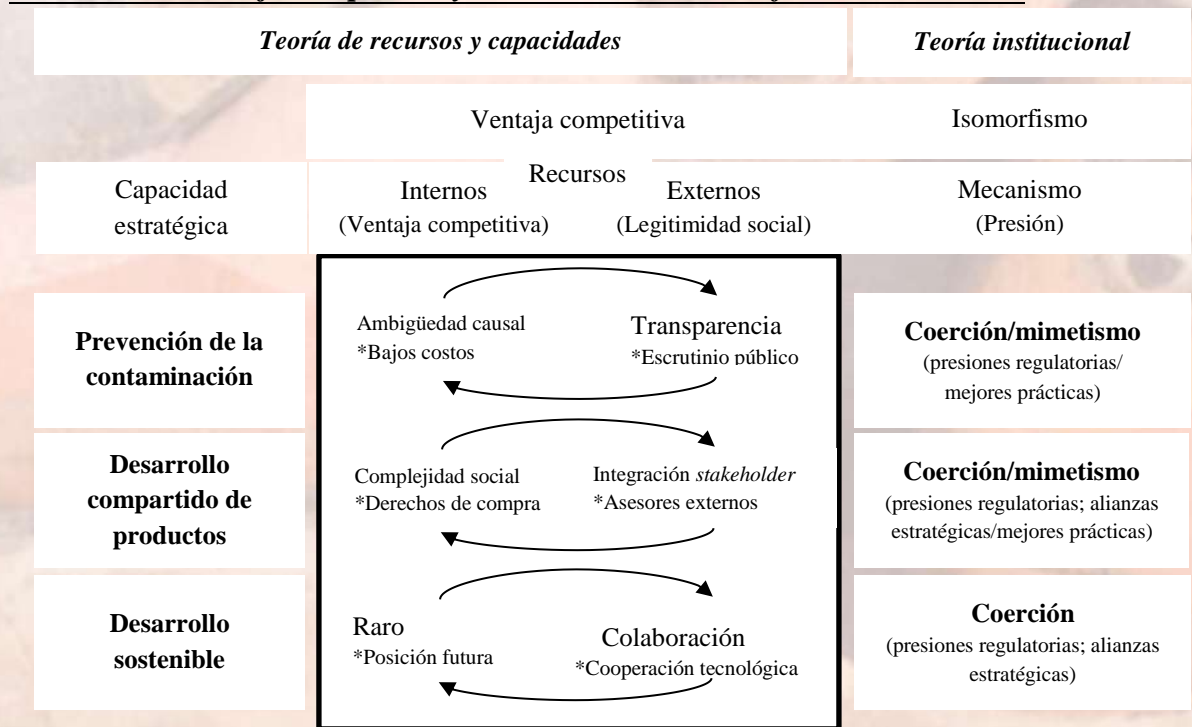 Teoría de recursos y capacidades
Teoría institucional
Ventaja competitiva
Isomorfismo
Recursos
Capacidad
estratégica
Internos
(Ventaja competitiva)
Externos
(Legitimidad social)
Mecanismo
(Presión)
Prevención de la
contaminación
Ambigüedad causal
*Bajos costos
Transparencia
*Escrutinio público
Coerción/mimetismo
(presiones regulatorias/
mejores prácticas)
Desarrollo
compartido de
productos
Complejidad social
*Derechos de compra
Integración stakeholder
*Asesores externos
Coerción/mimetismo
(presiones regulatorias; alianzas
estratégicas/mejores prácticas)
Desarrollo
sostenible
Raro
*Posición futura
Colaboración
*Cooperación tecnológica
Coerción
(presiones regulatorias; alianzas
estratégicas)